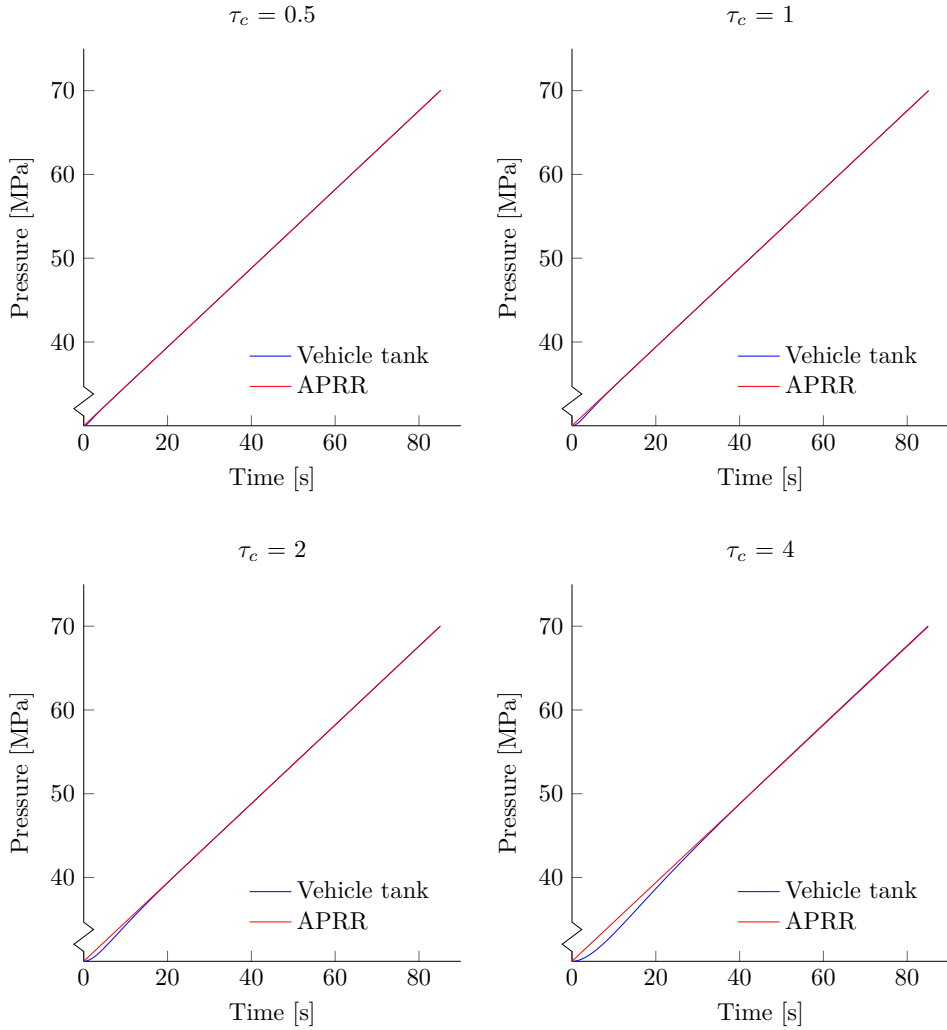 τc = 0.5
70
60
50
40
Pressure [MPa]
Vehicle tank
APRR
0 20 40 60 80
Time [s]
τc = 1
70
60
50
40
Pressure [MPa]
Vehicle tank
APRR
0 20 40 60 80
Time [s]
τc = 2
70
60
50
40
Pressure [MPa]
Vehicle tank
APRR
0 20 40 60 80
Time [s]
τc = 4
70
60
50
40
Pressure [MPa]
Vehicle tank
APRR
0 20 40 60 80
Time [s]